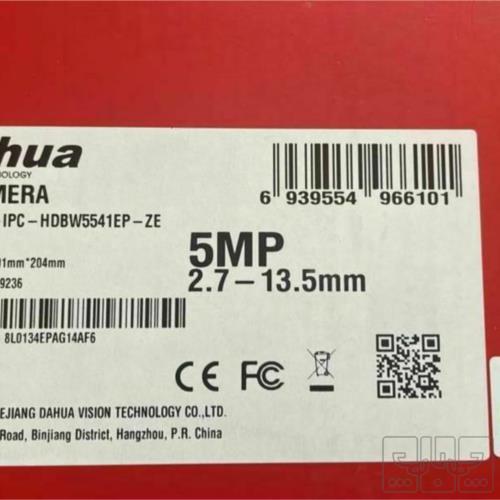 hua
NOLOGY
MERA
IPC-HDBW5541EP-ZE
6 939554 966101
5MP
1mm*204mm
2.7-13.5mm
9236
8L0134EPAG14AF6
CE FC
EJIANG DAHUA VISION TECHNOLOGY CO.,LTD.
Road, Binjiang District, Hangzhou, P.R. China